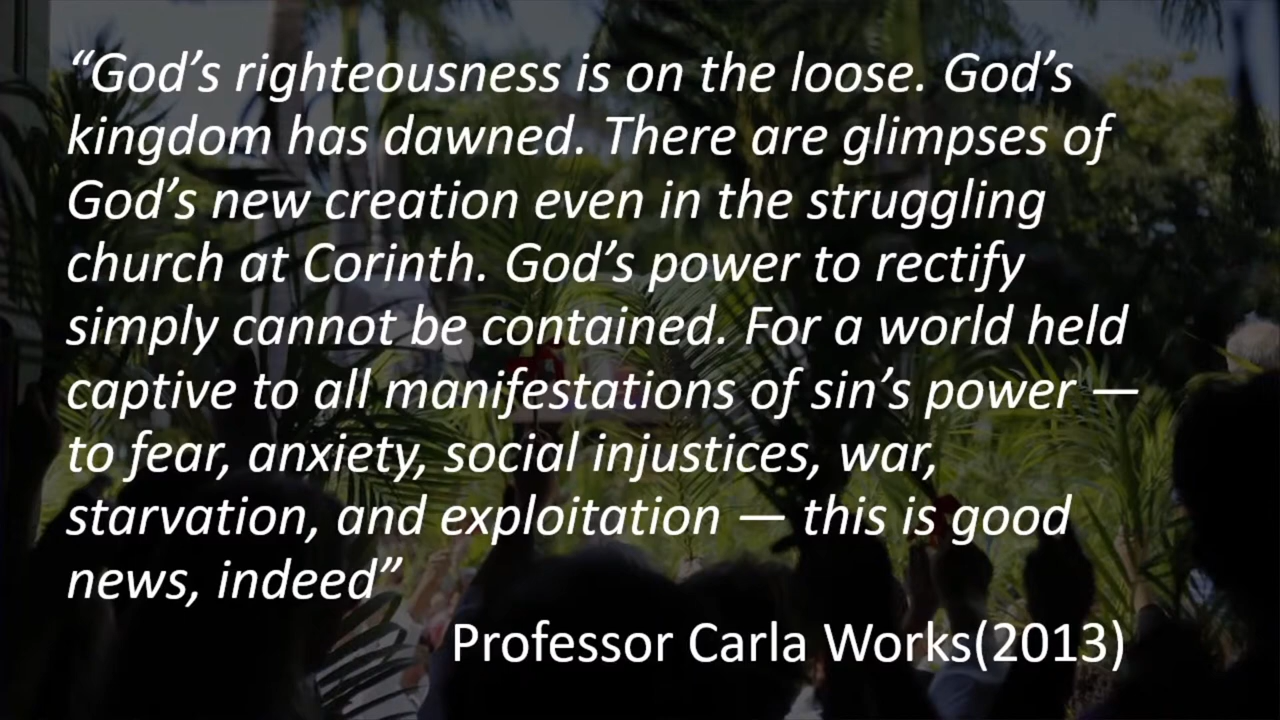 “God’s righteousness is on the loose. God’s
kingdom has dawned. There are glimpses of
God’s new creation even in the struggling
church at Corinth. God’s power to rectify
simply cannot be contained. For a world held
captive to all manifestations of sin’s power —
to fear, anxiety, social injustices, war,
starvation, and exploitation — this is good
news, indeed”
Professor Carla Works(2013)